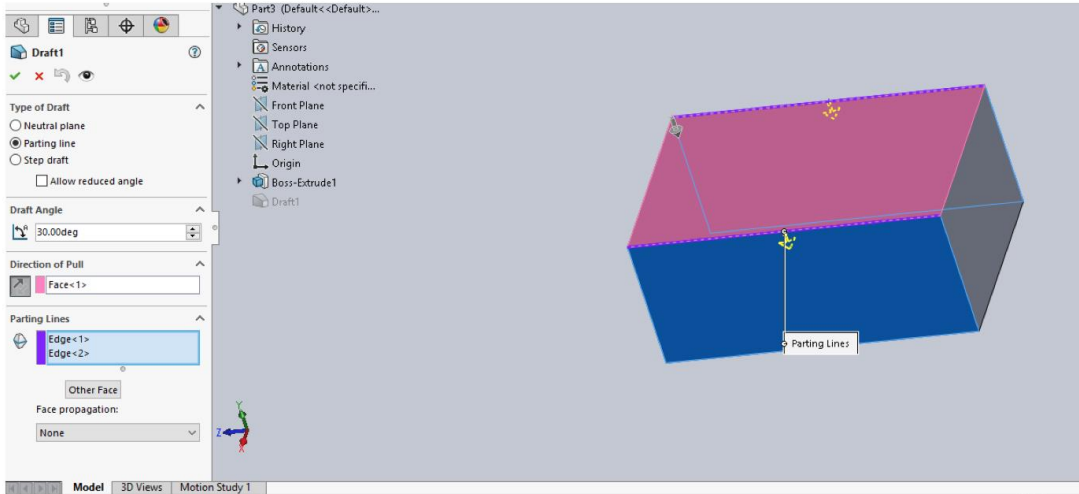 Draft1
Type of Draft
Neutral plane
Parting line
Step draft
Allow reduced angle
Draft Angle
30.00deg
Direction of Pull
Face<1>
Parting Lines
Edge<1>
Edge<2>
Other Face
Face propagation:
None
Part3 (Default<<Default>...
History
Sensors
Annotations
Material <not specifi...
Front Plane
Top Plane
Right Plane
Origin
Boss-Extrude1
Draft1
Parting Lines
Y
Z
X
Model 3D Views Motion Study 1